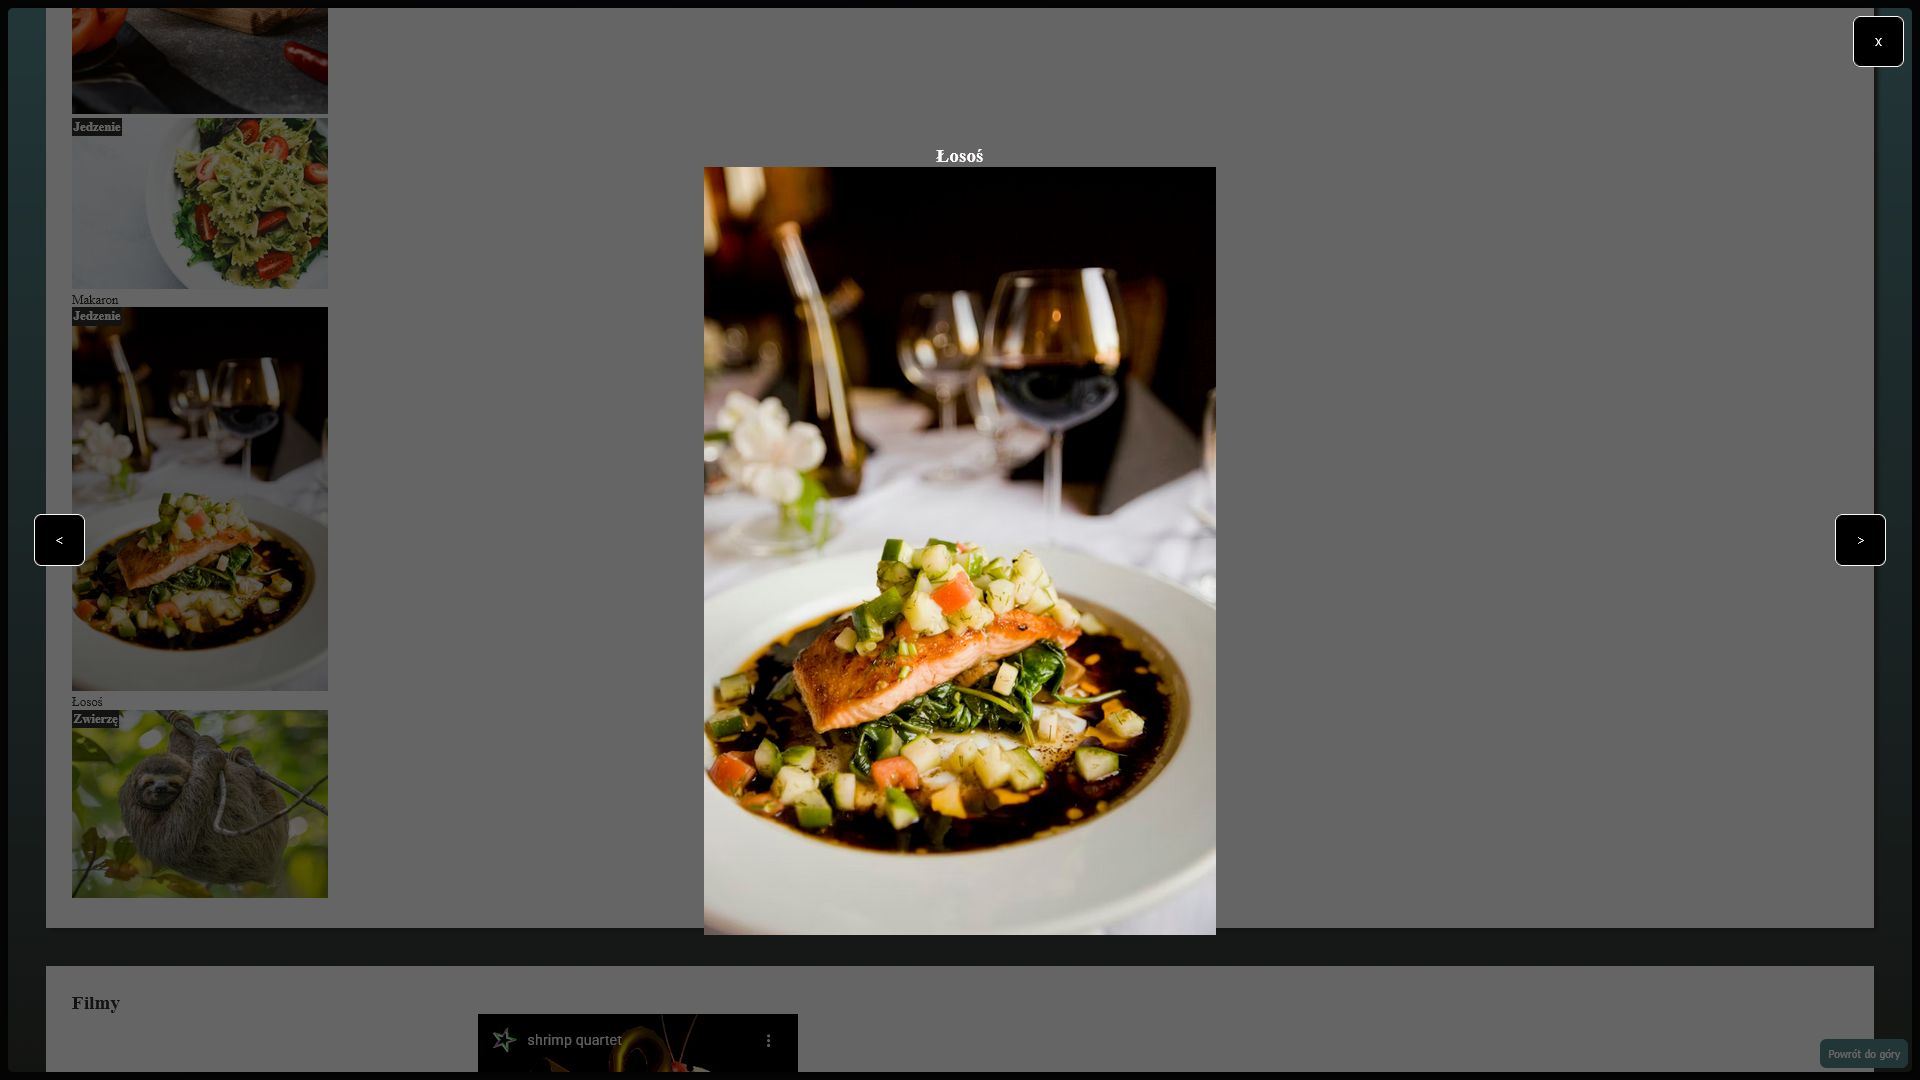 x
Jedzenie
Łosoś
Makaron
Jedzenie
<
>
Łosoś
Zwierzę
Filmy
shrimp quartet
Powrót do góry